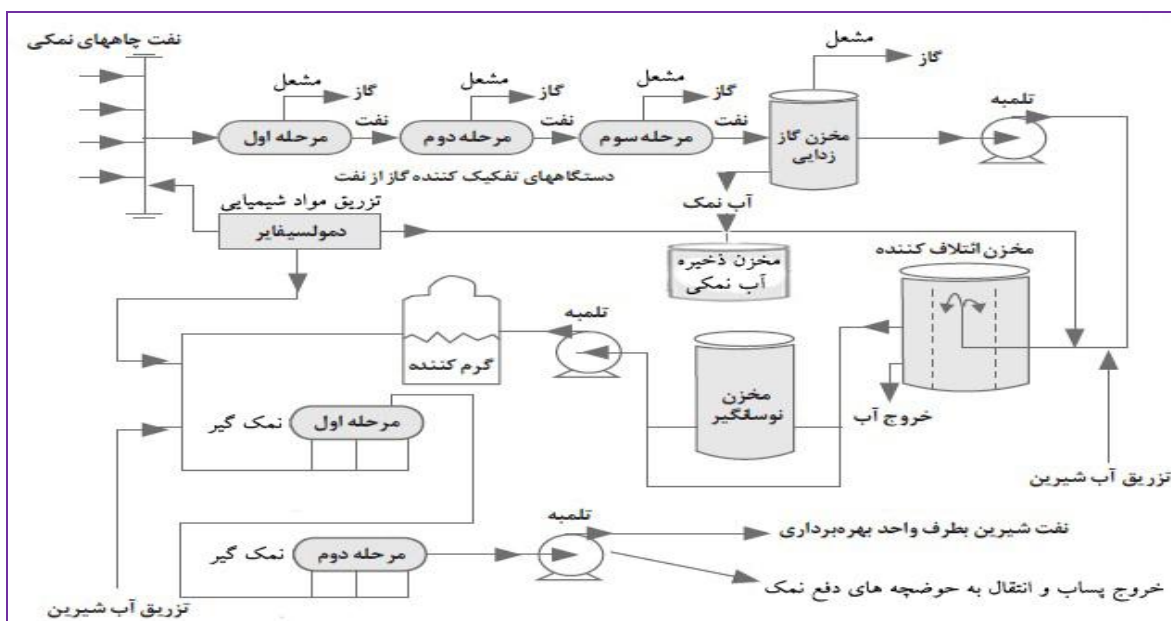 نفت چاههای نمکی
مشعل
گاز
مشعل
گاز
مشعل
گاز
مشعل
گاز
مرحله اول
نفت
مرحله دوم
نفت
مرحله سوم
نفت
مخزن گاز
زدایی
تلمبه
دستگاههای تفکیک کننده گاز از نفت
آب نمک
تزریق مواد شیمیایی
دمولسیفایر
مخزن ذخیره
آب نمکی
مخزن ائتلاف کننده
گرم کننده
تلمبه
مخزن
نوسانگیر
خروج آب
تزریق آب شیرین
نمک گیر
مرحله اول
نمک گیر
مرحله دوم
تلمبه
نفت شیرین بطرف واحد بهره‌برداری
خروج پساب و انتقال به حوضچه های دفع نمک
تزریق آب شیرین